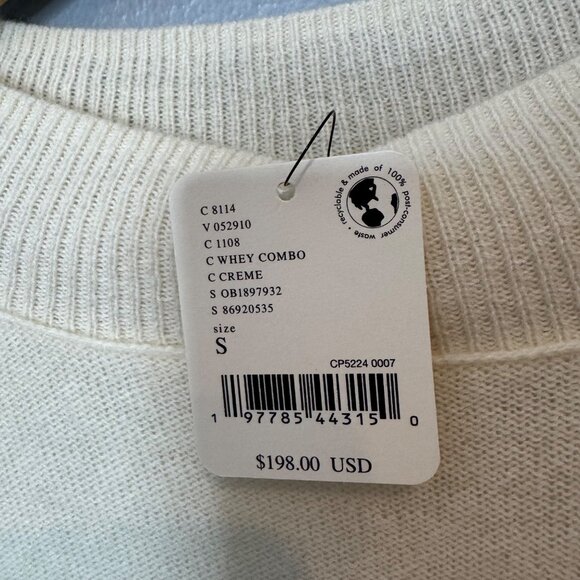 recyclable & made of 100% post-consumer waste •
C 8114
V 052910
C 1108
C WHEY COMBO
C CREME
S OB1897932
S 86920535
size
S
CP5224 0007
1 97785 44315 0
$198.00 USD